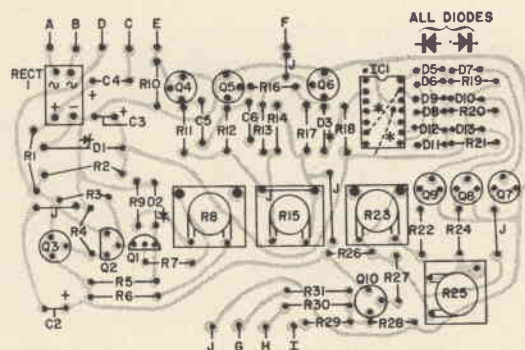 ALL DIODES
A B D C E F
RECT 1
~ ~
+ -
C4
+
C3
+
R10
Q4
Q5
R16
J
Q6
IC1
D5 D7
D6 R19
D9 D10
D8 R20
D12 D13
D11 R21
R11
C5
R12
C6
R13
R14
R17
D3
R18
R1
D1
R2
R3
J
R4
Q3
Q2
Q1
R9
D2
R7
R8
J
R15
J
R23
Q9
Q8
Q7
R22
R24
J
R5
R6
C2
+
R26
R27
Q10
R25
R31
R30
R29
R28
J G H I